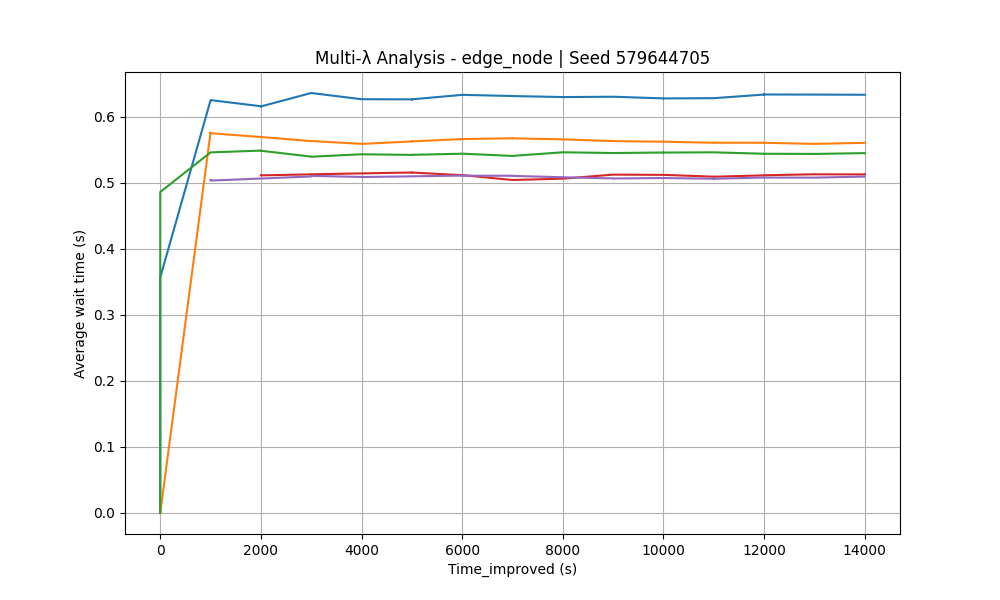 Multi-λ Analysis - edge_node | Seed 579644705
Average wait time (s)
0.6
0.5
0.4
0.3
0.2
0.1
0.0
0 2000 4000 6000 8000 10000 12000 14000
Time_improved (s)